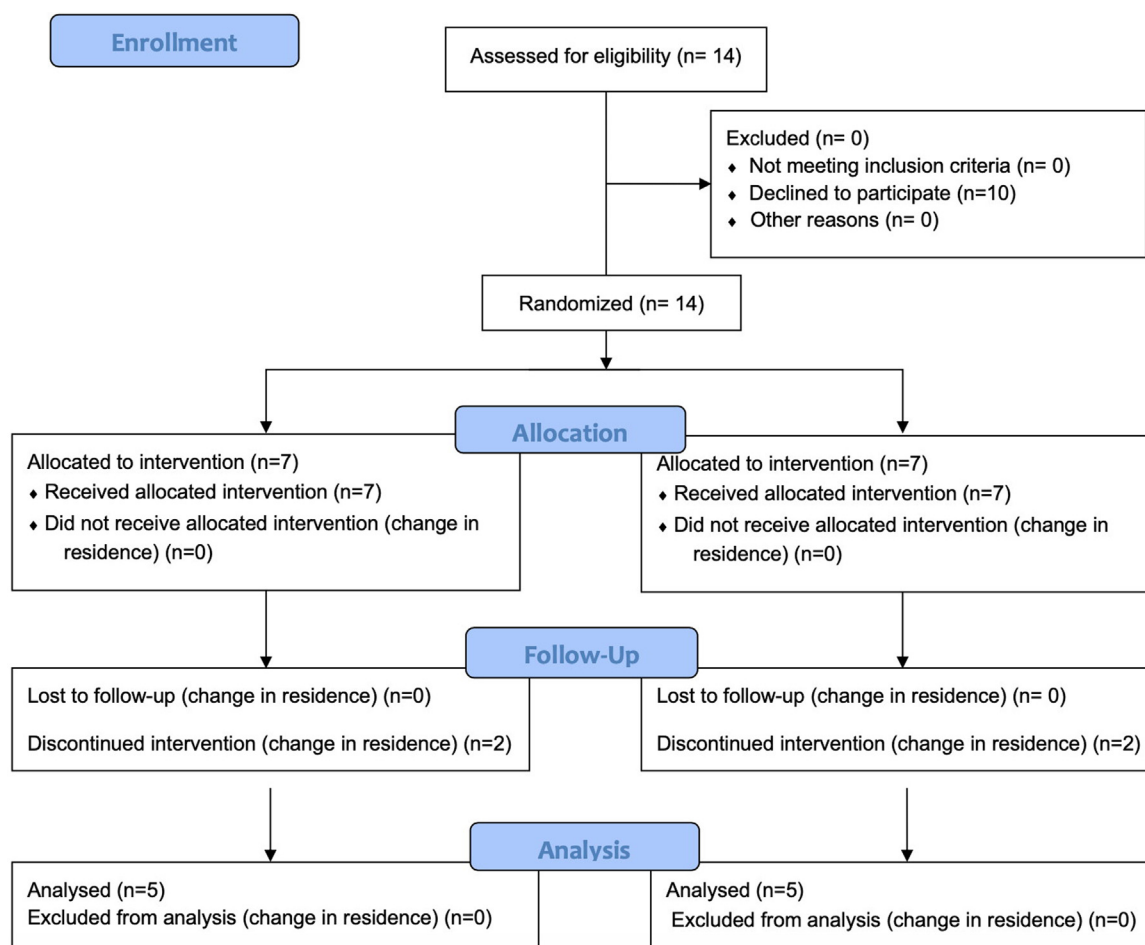 Enrollment
Assessed for eligibility (n= 14)
Excluded (n= 0)
♦ Not meeting inclusion criteria (n= 0)
♦ Declined to participate (n=10)
♦ Other reasons (n= 0)
Randomized (n= 14)
Allocation
Allocated to intervention (n=7)
♦ Received allocated intervention (n=7)
♦ Did not receive allocated intervention (change in
residence) (n=0)
Allocated to intervention (n=7)
♦ Received allocated intervention (n=7)
♦ Did not receive allocated intervention (change in
residence) (n=0)
Follow-Up
Lost to follow-up (change in residence) (n=0)
Discontinued intervention (change in residence) (n=2)
Lost to follow-up (change in residence) (n= 0)
Discontinued intervention (change in residence) (n=2)
Analysis
Analysed (n=5)
Excluded from analysis (change in residence) (n=0)
Analysed (n=5)
Excluded from analysis (change in residence) (n=0)